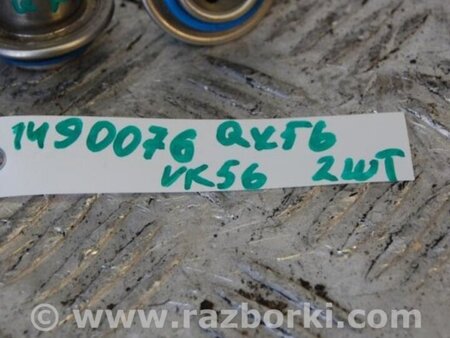 1490076 QX56
VK56 2шт
www.razborki.com